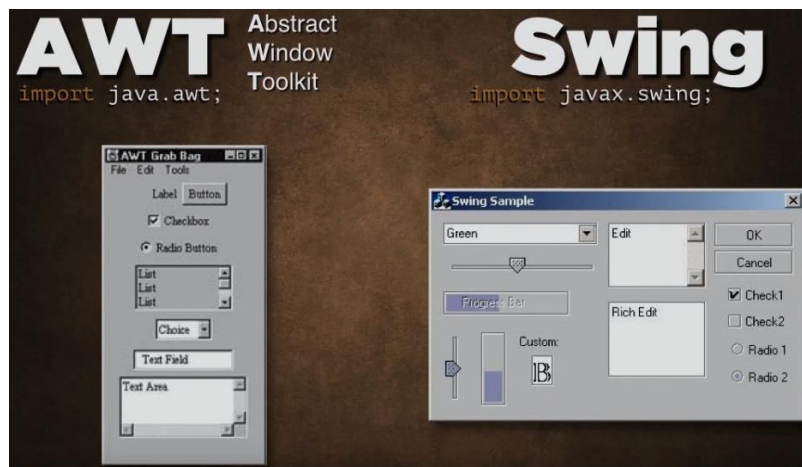 AWT
Abstract
Window
Toolkit
import java.awt;
Swing
import javax.swing;
AWT Grab Bag
File Edit Tools
Label Button
Checkbox
Radio Button
List
List
List
Choice
Text Field
Text Area
Swing Sample
Green
Edit
OK
Cancel
Progress Bar
Check1
Rich Edit
Check2
Custom:
B
Radio 1
Radio 2